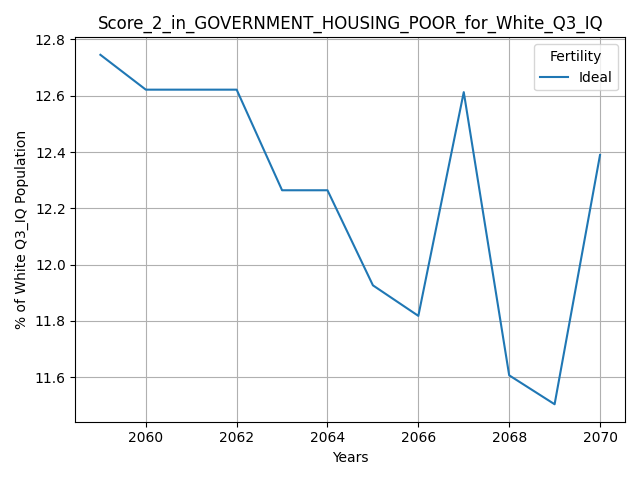 Score_2_in_GOVERNMENT_HOUSING_POOR_for_White_Q3_IQ
Fertility
Ideal
% of White Q3_IQ Population
12.8
12.6
12.4
12.2
12.0
11.8
11.6
2060 2062 2064 2066 2068 2070
Years